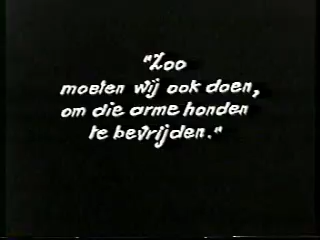 "Zoo
moeten wij ook doen,
om die arme honden
te bevrijden."